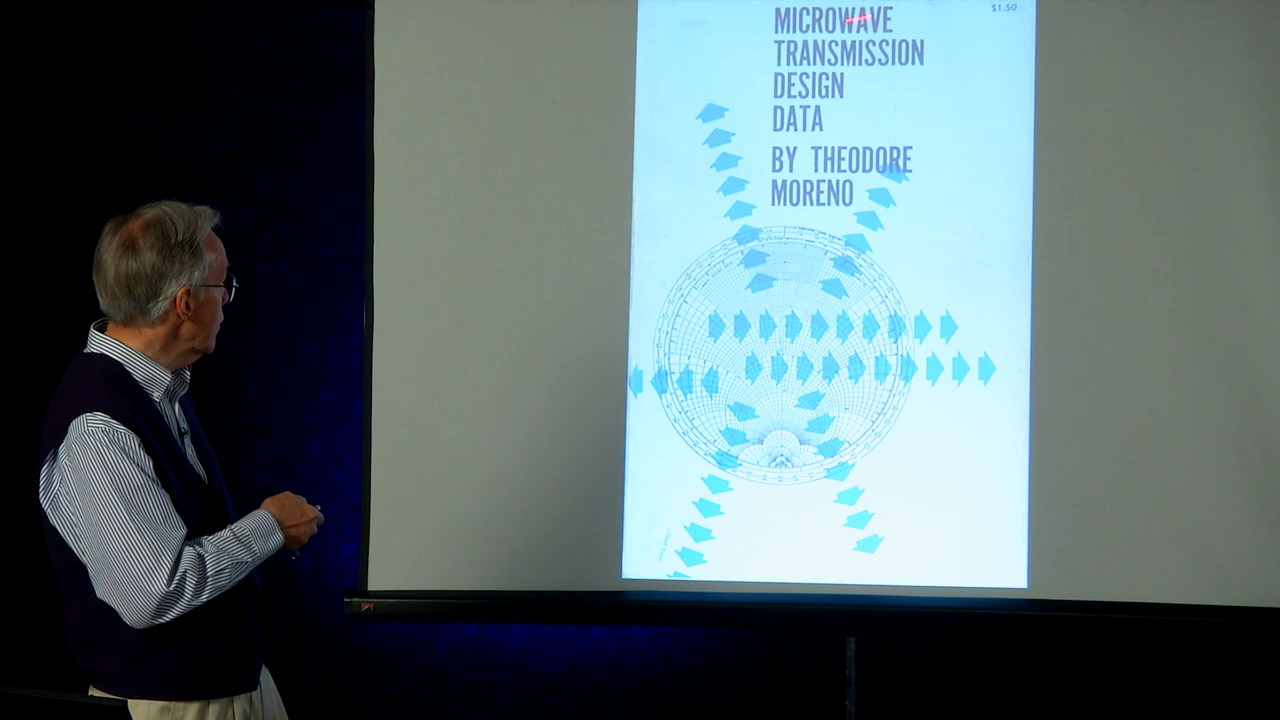 $1.50
MICROWAVE
TRANSMISSION
DESIGN
DATA
BY THEODORE
MORENO